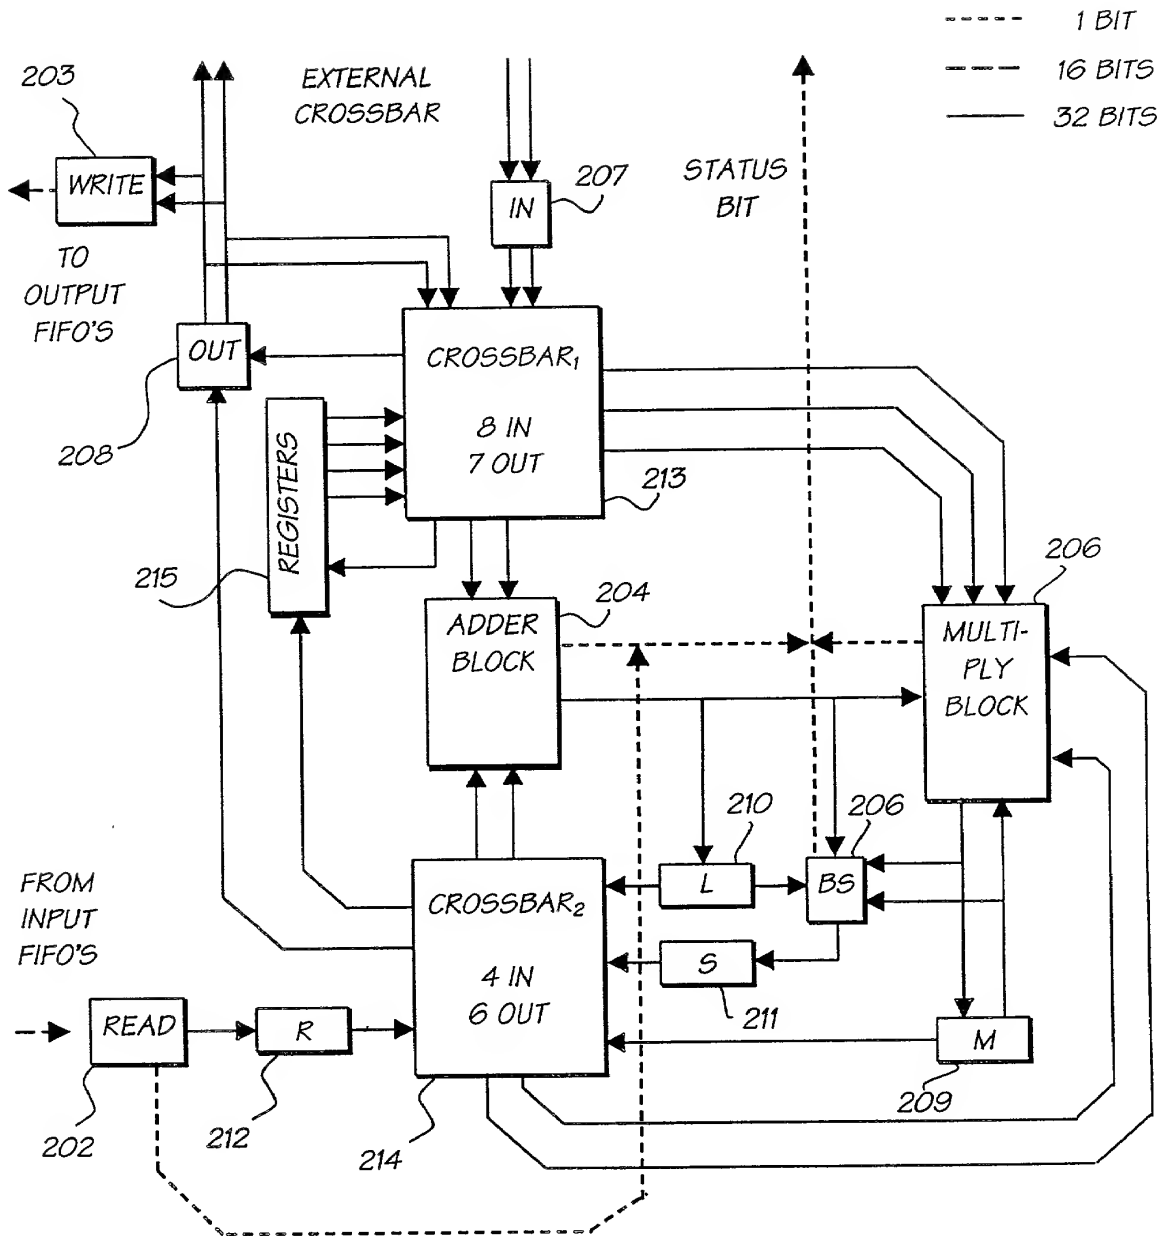 1 BIT
16 BITS
32 BITS
203
EXTERNAL
CROSSBAR
WRITE
IN
207
STATUS
BIT
TO
OUTPUT
FIFO'S
OUT
208
CROSSBAR1
8 IN
7 OUT
213
REGISTERS
215
ADDER
BLOCK
204
206
MULTI-
PLY
BLOCK
210
206
L
BS
FROM
INPUT
FIFO'S
CROSSBAR2
4 IN
6 OUT
S
211
READ
R
M
209
202
212
214